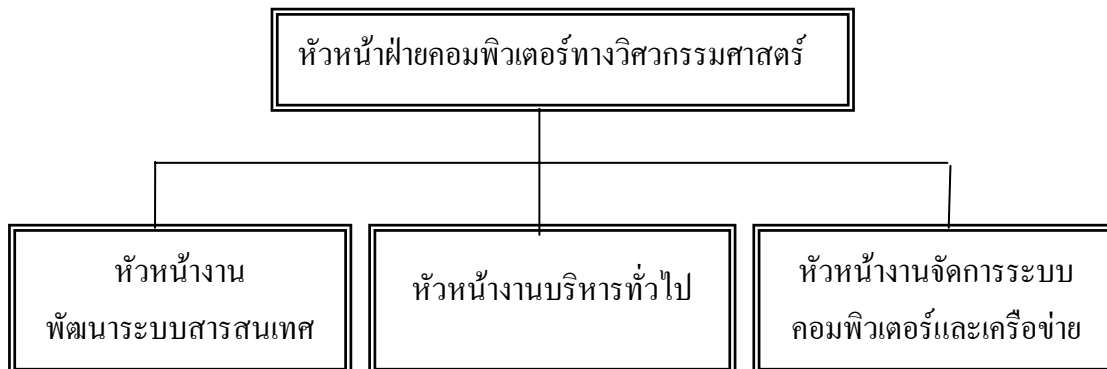 หัวหน้าฝ่ายคอมพิวเตอร์ทางวิศวกรรมศาสตร์
หัวหน้างาน
พัฒนาระบบสารสนเทศ
หัวหน้างานบริหารทั่วไป
หัวหน้างานจัดการระบบ
คอมพิวเตอร์และเครือข่าย